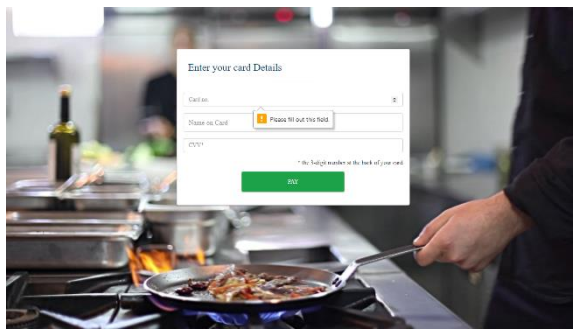 Enter your card Details
Card no.
Please fill out this field.
Name on Card
CVV*
* the 3-digit number at the back of your card
PAY